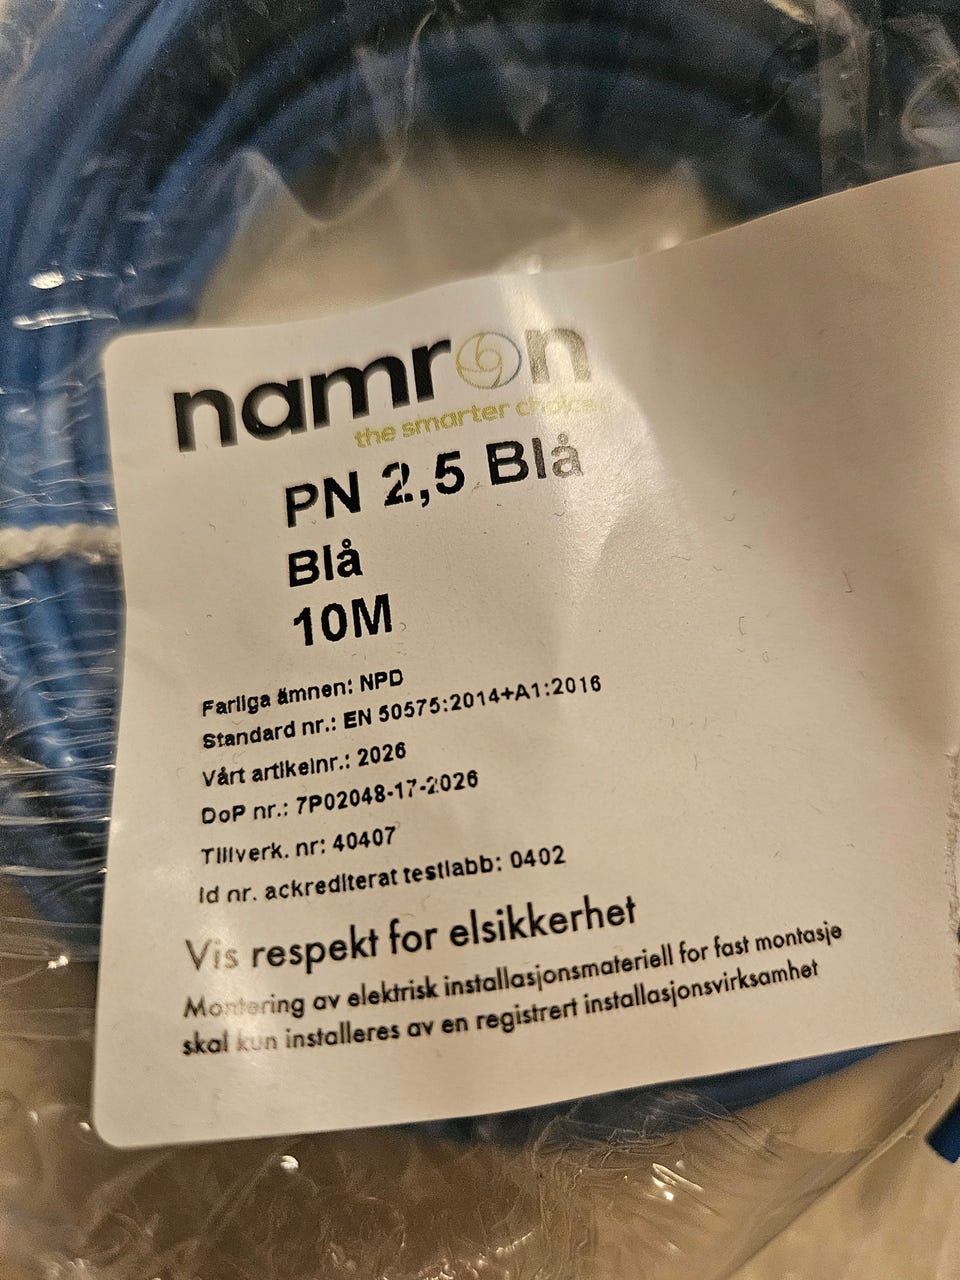 namron
the smarter choice
PN 2,5 Blå
Blå
10M
Farliga ämnen: NPD
Standard nr.: EN 50575:2014+A1:2016
Vårt artikelnr.: 2026
DoP nr.: 7P02048-17-2026
Tillverk. nr: 40407
Id nr. ackrediterat testlabb: 0402
Vis respekt for elsikkerhet
Montering av elektrisk installasjonsmateriell for fast montasje
skal kun installeres av en registrert installasjonsvirksamhet